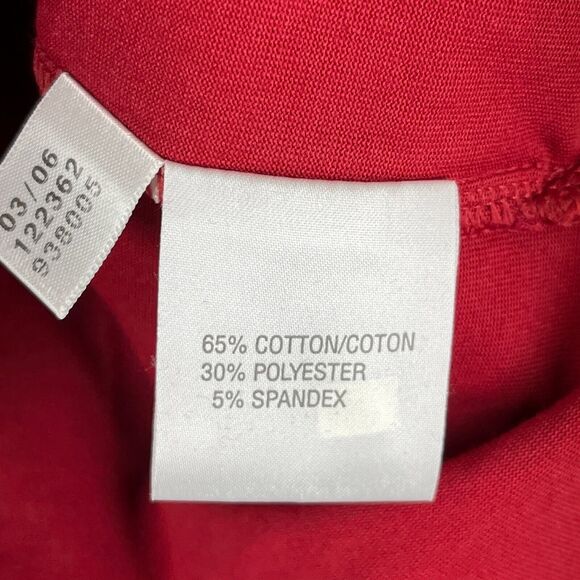 03/06
122362
938005
65% COTTON/COTON
30% POLYESTER
5% SPANDEX